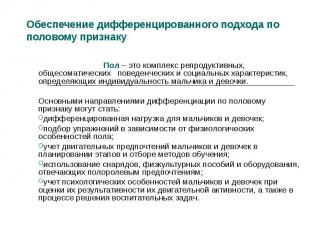 Обеспечение дифференцированного подхода по
половому признаку
Пол – это комплекс репродуктивных,
общесоматических поведенческих и социальных характеристик,
определяющих индивидуальность мальчика и девочки.
Основными направлениями дифференциации по половому
признаку могут стать:
дифференцированная нагрузка для мальчиков и девочек;
подбор упражнений в зависимости от физиологических
особенностей пола;
учет двигательных предпочтений мальчиков и девочек в
планировании этапов и отборе методов обучения;
использование снарядов, физкультурных пособий и оборудования,
отвечающих полоролевым предпочтениям;
учет психологических особенностей мальчиков и девочек при
оценки их результативности их двигательной активности, а также в
процессе решения воспитательных задач.